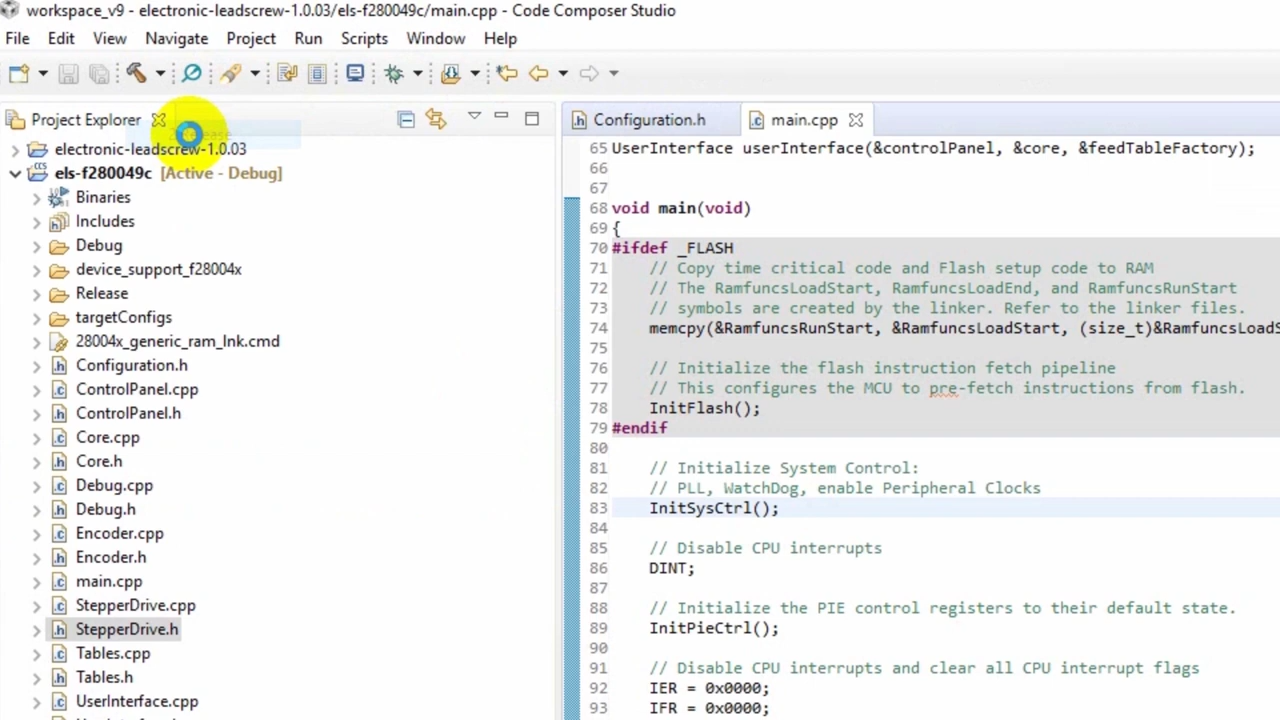 workspace_v9 - electronic-leadscrew-1.0.03/els-f280049c/main.cpp - Code Composer Studio
File Edit View Navigate Project Run Scripts Window Help
Project Explorer
Configuration.h
main.cpp
electronic-leadscrew-1.0.03
els-f280049c [Active - Debug]
Binaries
Includes
Debug
device_support_f28004x
Release
targetConfigs
28004x_generic_ram_lnk.cmd
Configuration.h
ControlPanel.cpp
ControlPanel.h
Core.cpp
Core.h
Debug.cpp
Debug.h
Encoder.cpp
Encoder.h
main.cpp
StepperDrive.cpp
StepperDrive.h
Tables.cpp
Tables.h
UserInterface.cpp
65 UserInterface userInterface(&controlPanel, &core, &feedTableFactory);
66
67
68 void main(void)
69 {
70 #ifdef _FLASH
71 // Copy time critical code and Flash setup code to RAM
72 // The RamfuncsLoadStart, RamfuncsLoadEnd, and RamfuncsRunStart
73 // symbols are created by the linker. Refer to the linker files.
74 memcpy(&RamfuncsRunStart, &RamfuncsLoadStart, (size_t)&RamfuncsLoadS
75
76 // Initialize the flash instruction fetch pipeline
77 // This configures the MCU to pre-fetch instructions from flash.
78 InitFlash();
79 #endif
80
81 // Initialize System Control:
82 // PLL, WatchDog, enable Peripheral Clocks
83 InitSysCtrl();
84
85 // Disable CPU interrupts
86 DINT;
87
88 // Initialize the PIE control registers to their default state.
89 InitPieCtrl();
90
91 // Disable CPU interrupts and clear all CPU interrupt flags
92 IER = 0x0000;
93 IFR = 0x0000;